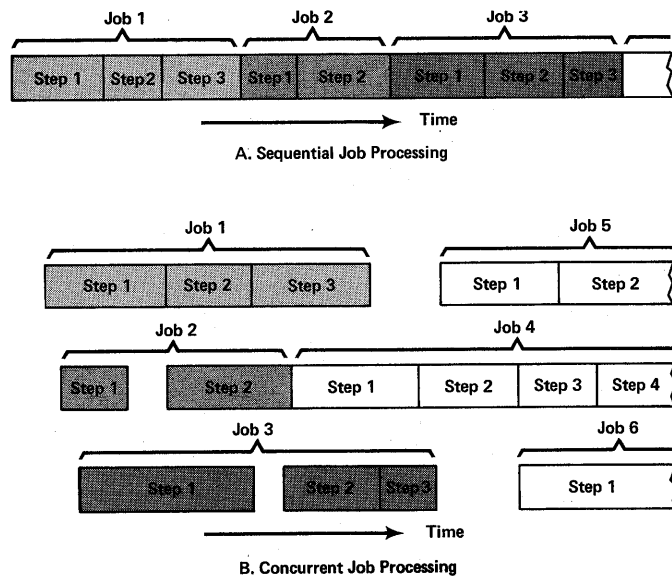 Job 1 Job 2 Job 3
Step 1 Step2 Step 3 Step1 Step 2 Step 1 Step 2 Step 3
Time
A. Sequential Job Processing
Job 1 Job 5
Step 1 Step 2 Step 3 Step 1 Step 2
Job 2 Job 4
Step 1 Step 2 Step 1 Step 2 Step 3 Step 4
Job 3 Job 6
Step 1 Step 2 Step 3 Step 1
Time
B. Concurrent Job Processing